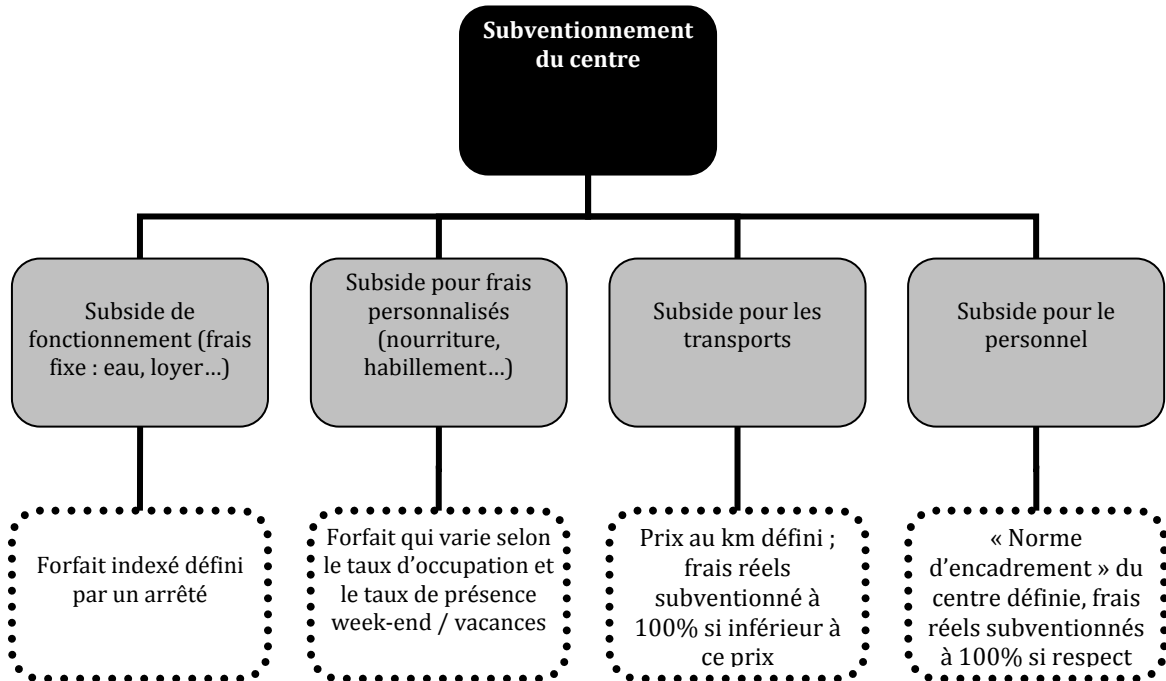 Subventionnement
du centre
Subside de
fonctionnement (frais
fixe : eau, loyer…)
Subside pour frais
personnalisés
(nourriture,
habillement…)
Subside pour les
transports
Subside pour le
personnel
Forfait indexé défini
par un arrêté
Forfait qui varie selon
le taux d’occupation et
le taux de présence
week-end / vacances
Prix au km défini ;
frais réels
subventionné à
100% si inférieur à
ce prix
« Norme
d’encadrement » du
centre définie, frais
réels subventionnés
à 100% si respect